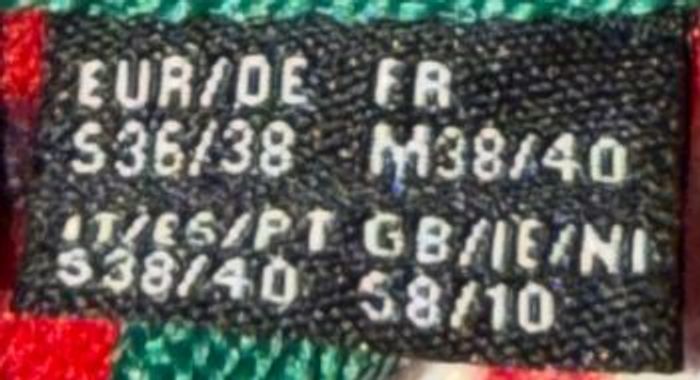 EUR/DE FR
S36/38 M38/40
IT/ES/PT GB/IE/NI
S38/40 S8/10